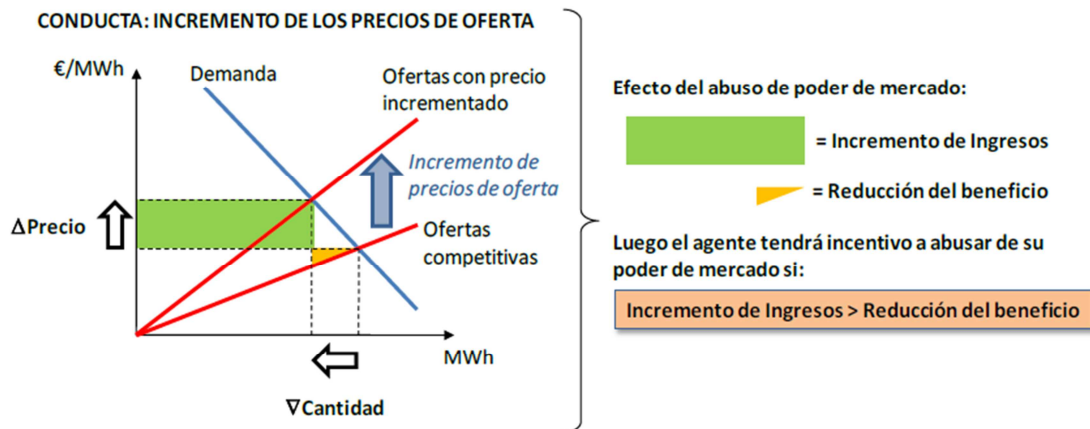 CONDUCTA: INCREMENTO DE LOS PRECIOS DE OFERTA
€/MWh
Demanda
Ofertas con precio
incrementado
Incremento de
precios de oferta
ΔPrecio
Ofertas
competitivas
MWh
∇Cantidad
Efecto del abuso de poder de mercado:
= Incremento de Ingresos
= Reducción del beneficio
Luego el agente tendrá incentivo a abusar de su
poder de mercado si:
Incremento de Ingresos > Reducción del beneficio